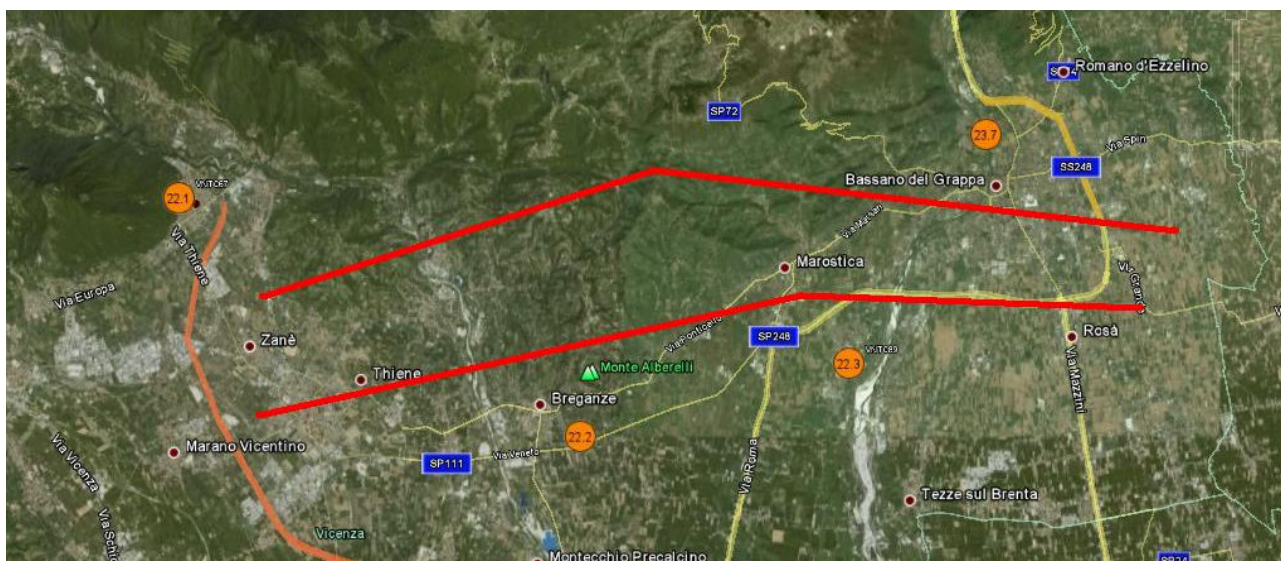 Romano d'Ezzelino
SP72
23.7
Via Spin
SS248
Bassano del Grappa
22.1
VNTC67
Via Thiene
Via Europa
Marostica
Zanè
SP248
Rosà
VNTC89
22.3
Monte Alberelli
Thiene
Via Mazzini
Breganze
22.2
Marano Vicentino
Via Vicenza
SP111
Via Veneto
Via Roma
Tezze sul Brenta
Vicenza
Montecchio Precalcino